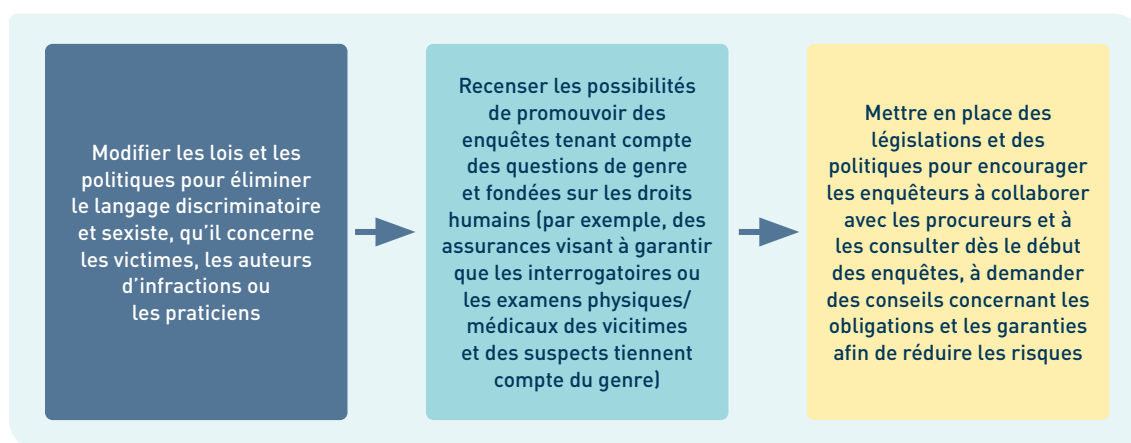 Modifier les lois et les
politiques pour éliminer
le langage discriminatoire
et sexiste, qu’il concerne
les victimes, les auteurs
d’infractions ou
les praticiens
Recenser les possibilités
de promouvoir des
enquêtes tenant compte
des questions de genre
et fondées sur les droits
humains (par exemple, des
assurances visant à garantir
que les interrogatoires ou
les examens physiques/
médicaux des vicitimes
et des suspects tiennent
compte du genre)
Mettre en place des
législations et des
politiques pour encourager
les enquêteurs à collaborer
avec les procureurs et à
les consulter dès le début
des enquêtes, à demander
des conseils concernant les
obligations et les garanties
afin de réduire les risques